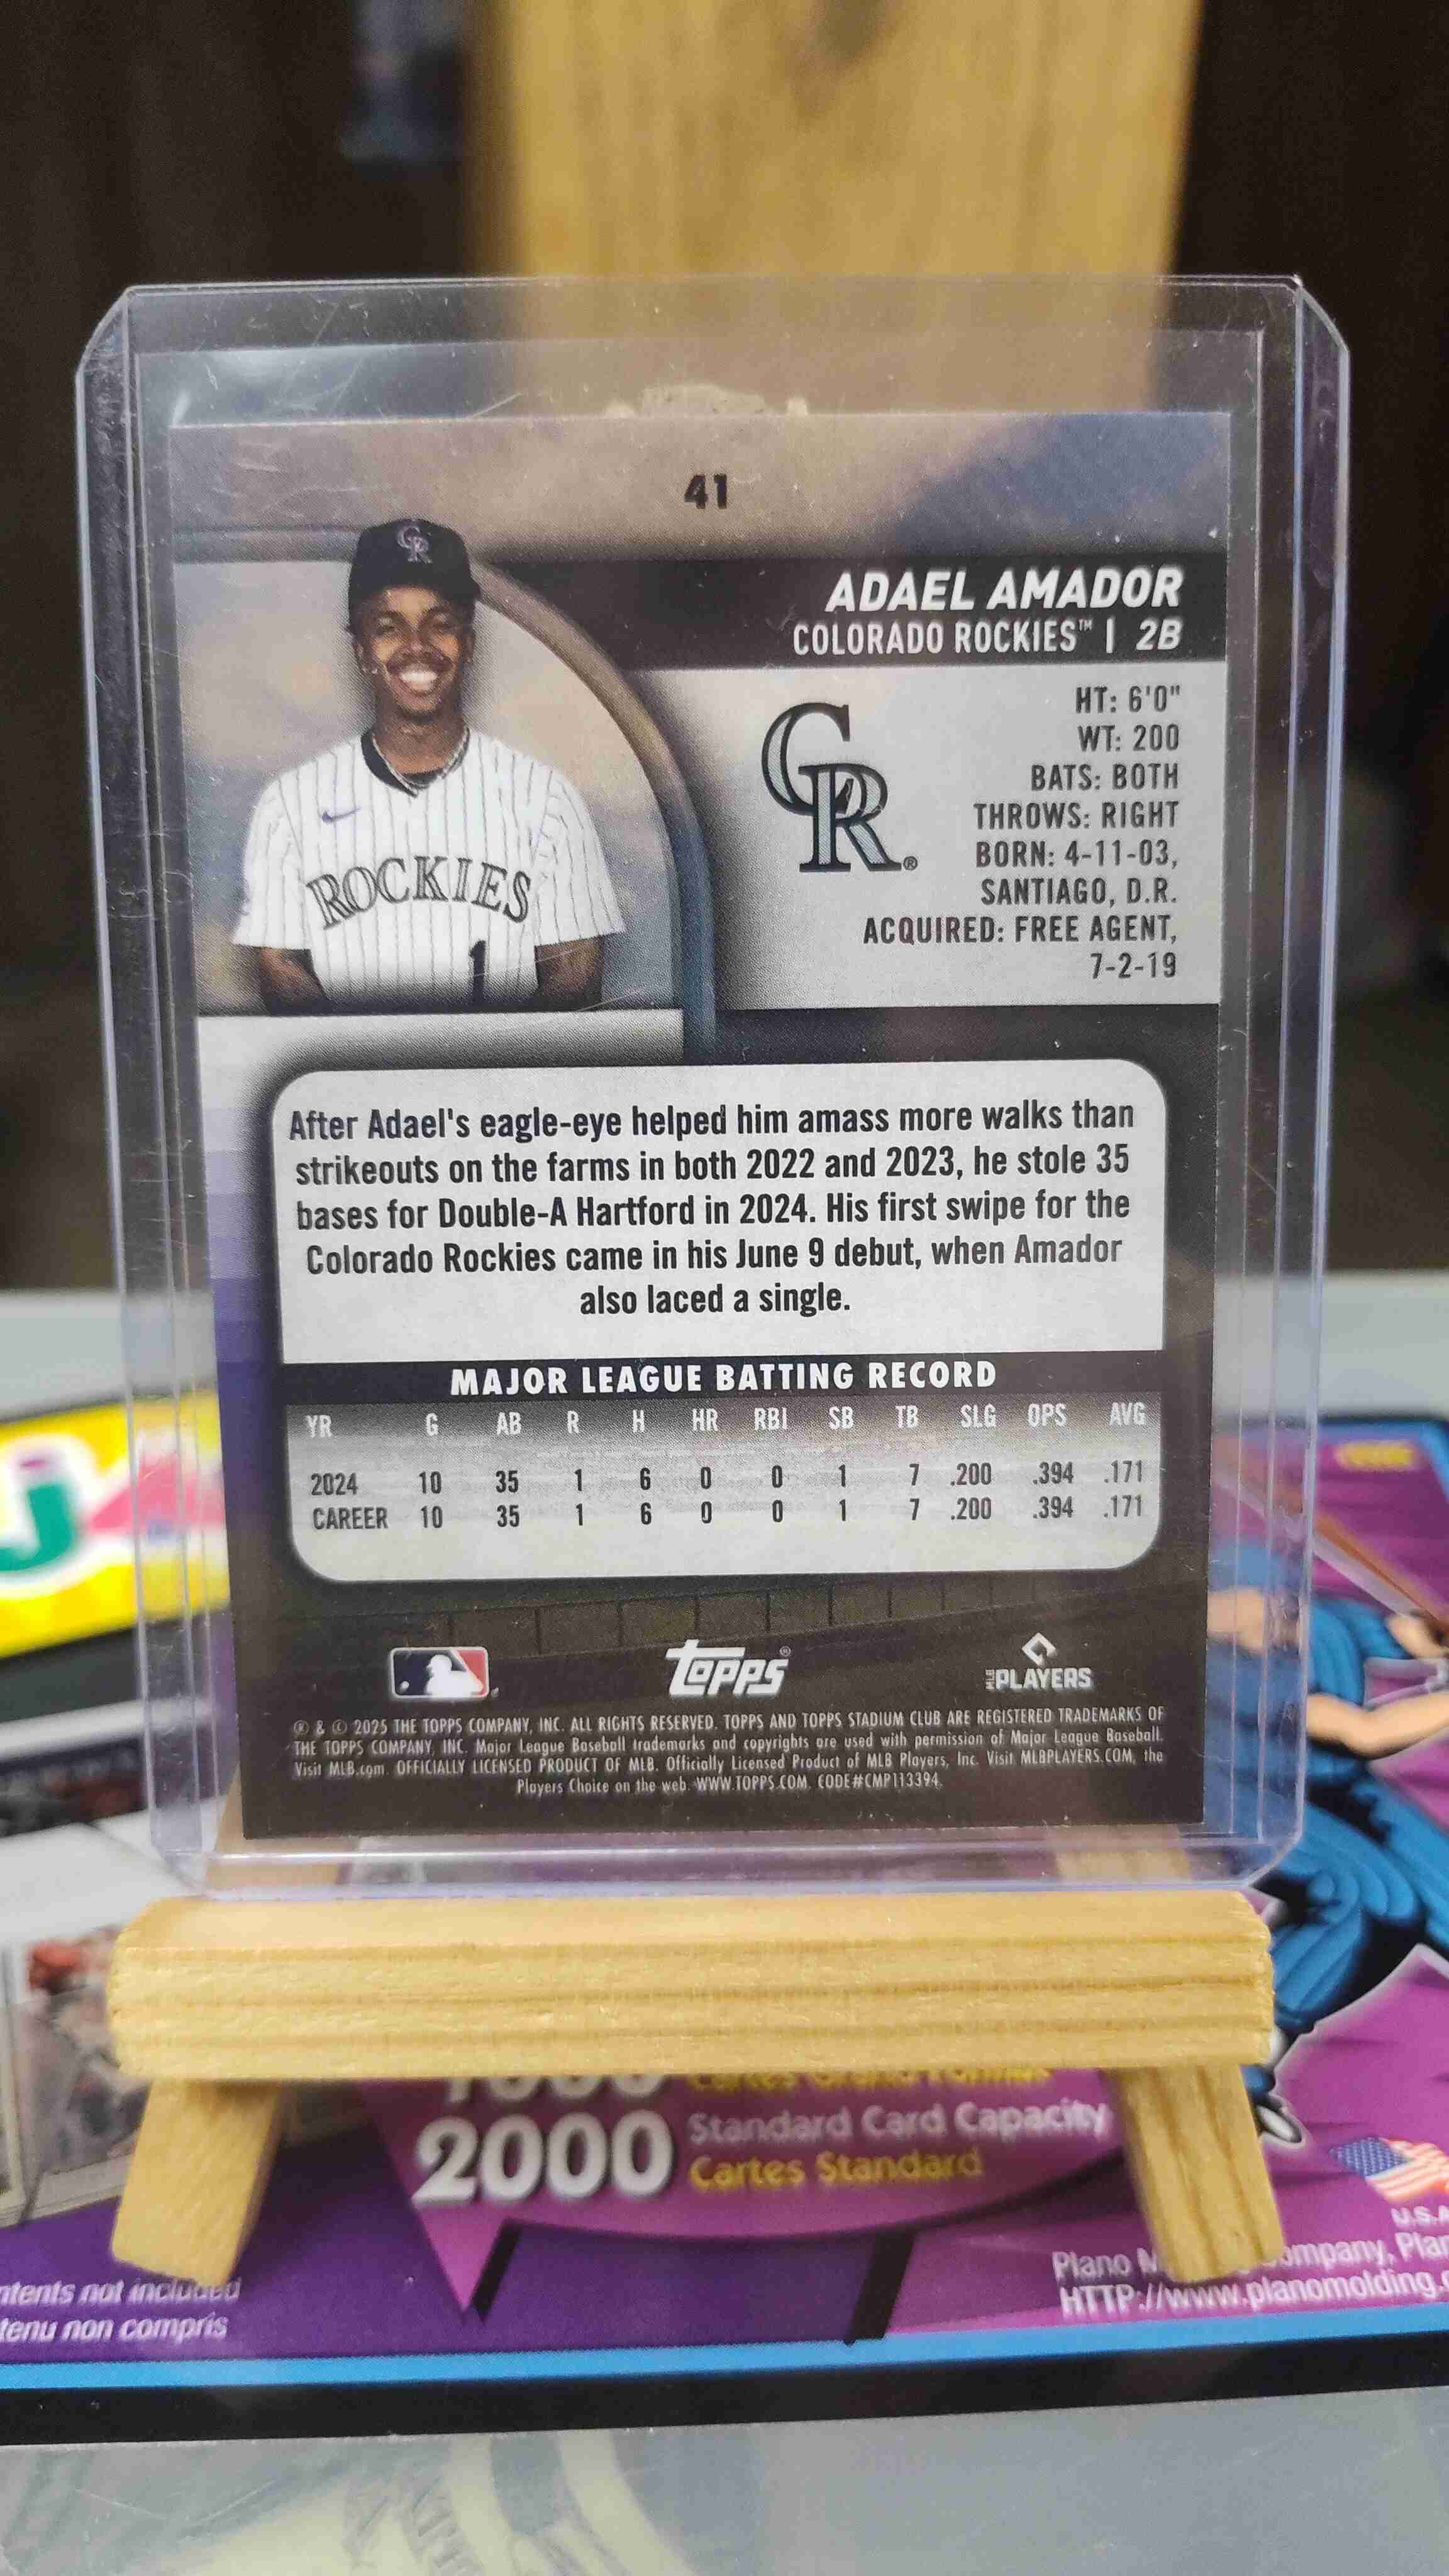 41
CR
ADAEL AMADOR
COLORADO ROCKIES™ | 2B
CR®
HT: 6'0"
WT: 200
BATS: BOTH
THROWS: RIGHT
BORN: 4-11-03,
SANTIAGO, D.R.
ACQUIRED: FREE AGENT,
7-2-19
ROCKIES
1
After Adael's eagle-eye helped him amass more walks than
strikeouts on the farms in both 2022 and 2023, he stole 35
bases for Double-A Hartford in 2024. His first swipe for the
Colorado Rockies came in his June 9 debut, when Amador
also laced a single.
MAJOR LEAGUE BATTING RECORD
YR G AB R H HR RBI SB TB SLG OPS AVG
2024 10 35 1 6 0 0 1 7 .200 .394 .171
CAREER 10 35 1 6 0 0 1 7 .200 .394 .171
topps®
MLB PLAYERS
® & © 2025 THE TOPPS COMPANY, INC. ALL RIGHTS RESERVED. TOPPS AND TOPPS STADIUM CLUB ARE REGISTERED TRADEMARKS OF
THE TOPPS COMPANY, INC. Major League Baseball trademarks and copyrights are used with permission of Major League Baseball.
Visit MLB.com. OFFICIALLY LICENSED PRODUCT OF MLB. Officially Licensed Product of MLB Players, Inc. Visit MLBPLAYERS.COM, the
Players Choice on the web. WWW.TOPPS.COM. CODE#CMP113394.
2000 Standard Card Capacity
Cartes Standard
U.S.A
Plano M ompany, Plan
HTTP://www.planomolding.c
ntents not included
tenu non compris